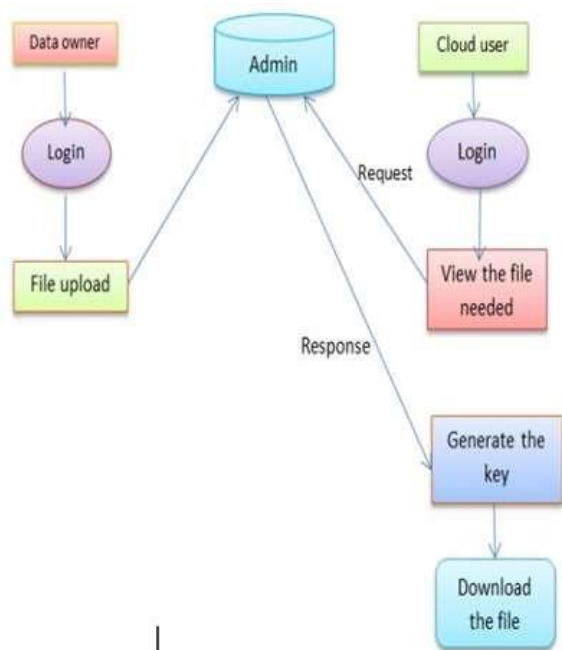 Data owner
Admin
Cloud user
Login
Login
Request
File upload
View the file
needed
Response
Generate the
key
Download
the file